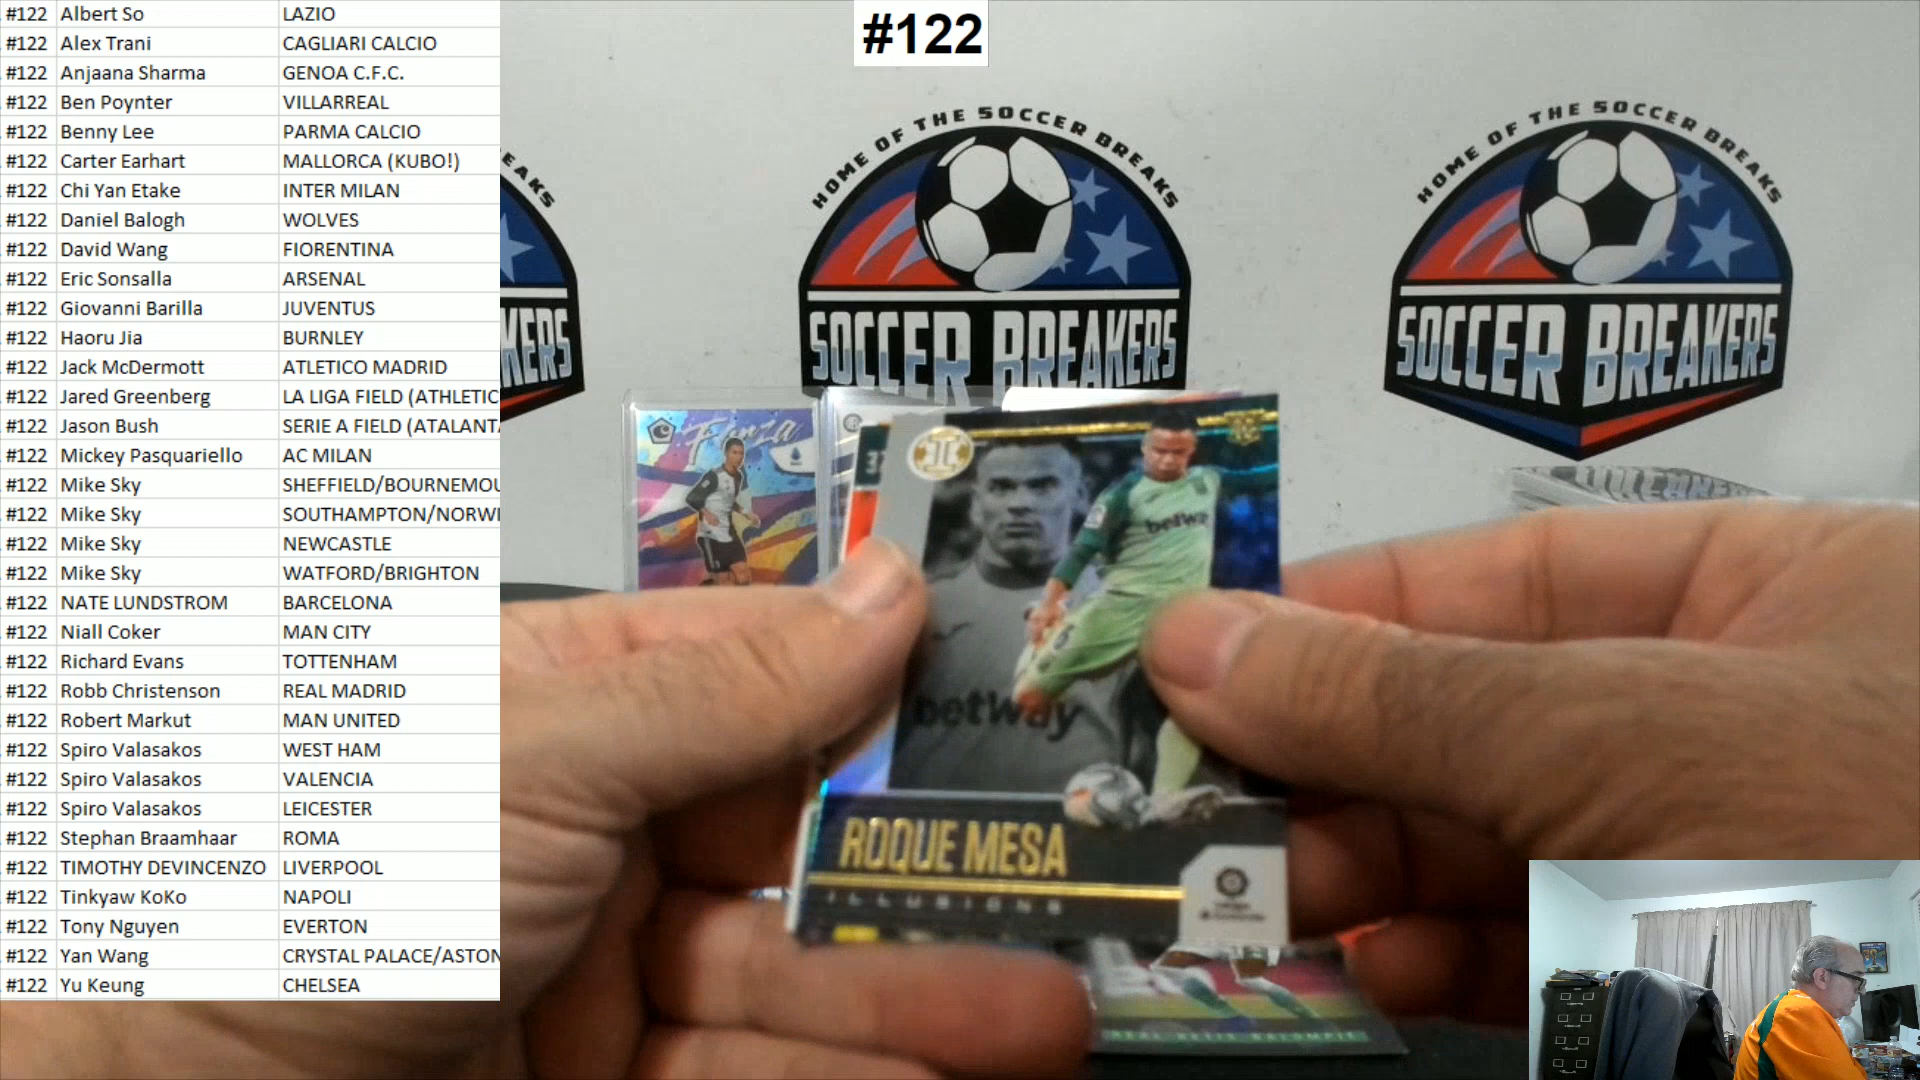 #122 Albert So LAZIO
#122 Alex Trani CAGLIARI CALCIO
#122 Anjaana Sharma GENOA C.F.C.
#122 Ben Poynter VILLARREAL
#122 Benny Lee PARMA CALCIO
#122 Carter Earhart MALLORCA (KUBO!)
#122 Chi Yan Etake INTER MILAN
#122 Daniel Balogh WOLVES
#122 David Wang FIORENTINA
#122 Eric Sonsalla ARSENAL
#122 Giovanni Barilla JUVENTUS
#122 Haoru Jia BURNLEY
#122 Jack McDermott ATLETICO MADRID
#122 Jared Greenberg LA LIGA FIELD (ATHLETIC
#122 Jason Bush SERIE A FIELD (ATALANT
#122 Mickey Pasquariello AC MILAN
#122 Mike Sky SHEFFIELD/BOURNEMOU
#122 Mike Sky SOUTHAMPTON/NORWI
#122 Mike Sky NEWCASTLE
#122 Mike Sky WATFORD/BRIGHTON
#122 NATE LUNDSTROM BARCELONA
#122 Niall Coker MAN CITY
#122 Richard Evans TOTTENHAM
#122 Robb Christenson REAL MADRID
#122 Robert Markut MAN UNITED
#122 Spiro Valasakos WEST HAM
#122 Spiro Valasakos VALENCIA
#122 Spiro Valasakos LEICESTER
#122 Stephan Braamhaar ROMA
#122 TIMOTHY DEVINCENZO LIVERPOOL
#122 Tinkyaw KoKo NAPOLI
#122 Tony Nguyen EVERTON
#122 Yan Wang CRYSTAL PALACE/ASTON
#122 Yu Keung CHELSEA
#122
EAKS
KERS
HOME OF THE SOCCER BREAKS
SOCCER BREAKERS
HOME OF THE SOCCER BREAKS
SOCCER BREAKERS
Forza
betway
betway
ROQUE MESA
ILLUSIONS
REAL BETIS BALOMPIE